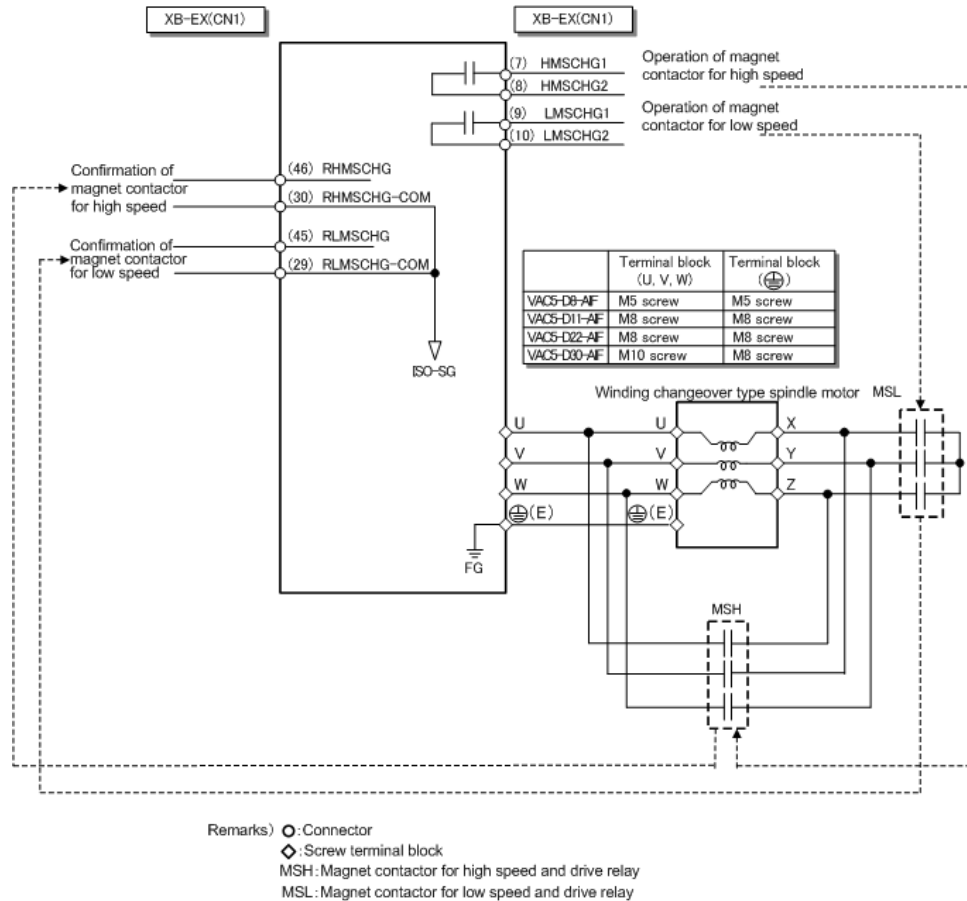 XB-EX(CN1)
XB-EX(CN1)
(7) HMSCHG1
(8) HMSCHG2
Operation of magnet
contactor for high speed
(9) LMSCHG1
(10) LMSCHG2
Operation of magnet
contactor for low speed
Confirmation of
magnet contactor
for high speed
(46) RHMSCHG
(30) RHMSCHG-COM
Confirmation of
magnet contactor
for low speed
(45) RLMSCHG
(29) RLMSCHG-COM
ISO-SG
Terminal block (U, V, W) Terminal block (⏚)
VAC5-D8-AIF M5 screw M5 screw
VAC5-D11-AIF M8 screw M8 screw
VAC5-D22-AIF M8 screw M8 screw
VAC5-D30-AIF M10 screw M8 screw
Winding changeover type spindle motor MSL
U U X
V V Y
W W Z
(E) (E)
FG
MSH
Remarks) ○:Connector
◇:Screw terminal block
MSH:Magnet contactor for high speed and drive relay
MSL:Magnet contactor for low speed and drive relay